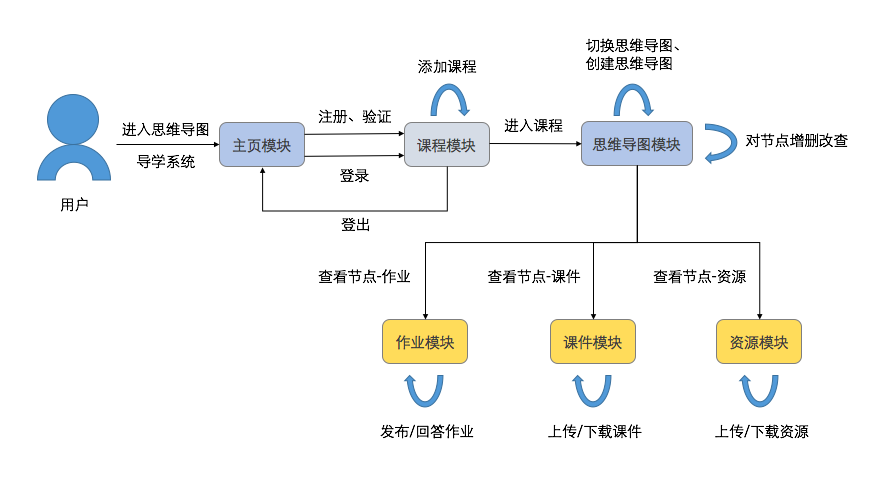 切换思维导图、
创建思维导图
添加课程
进入思维导图
导学系统
用户
主页模块
注册、验证
登录
登出
课程模块
进入课程
思维导图模块
对节点增删改查
查看节点-作业
查看节点-课件
查看节点-资源
作业模块
课件模块
资源模块
发布/回答作业
上传/下载课件
上传/下载资源